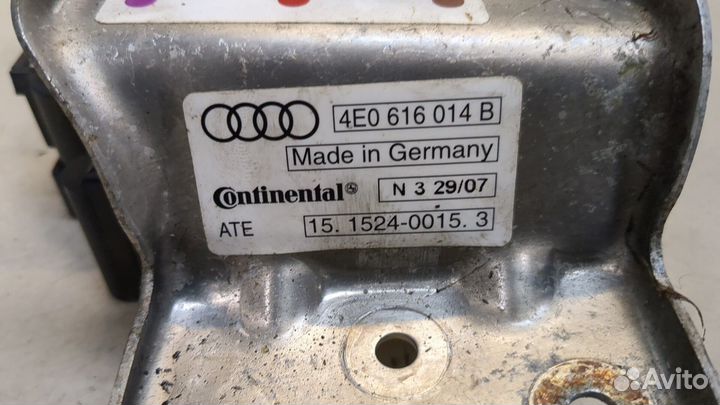 4E0 616 014 B
Made in Germany
Continental® N 3 29/07
ATE 15. 1524-0015. 3
Avito